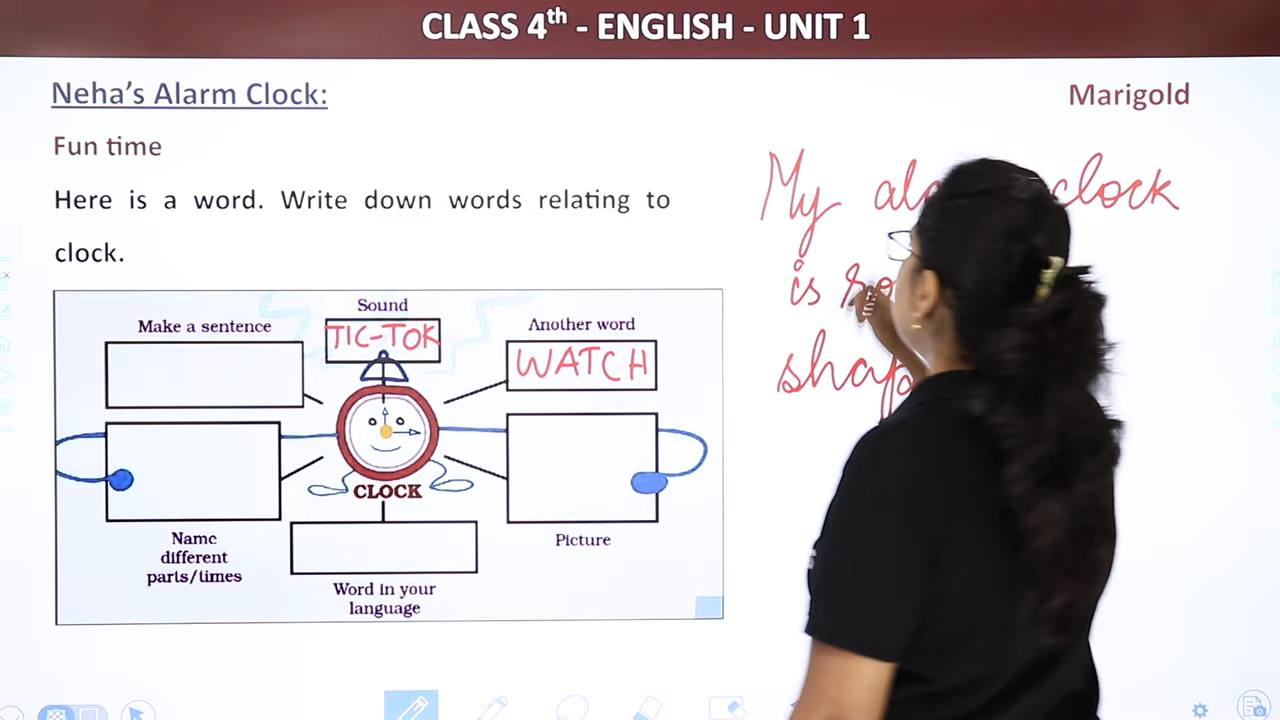 CLASS 4th - ENGLISH - UNIT 1
Neha's Alarm Clock:
Marigold
Fun time
Here is a word. Write down words relating to
clock.
Sound
Make a sentence
TIC-TOK
Another word
WATCH
CLOCK
Name
different
parts/times
Picture
Word in your
language
My clock
is